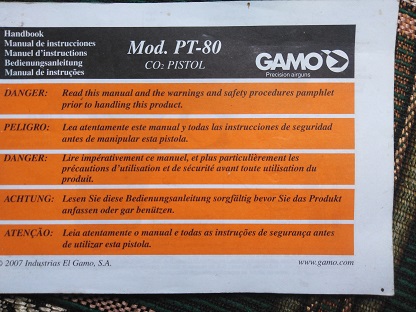 Handbook
Manual de instrucciones
Manuel d'instructions
Bedienungsanleitung
Manual de instruções
Mod. PT-80
CO₂ PISTOL
GAMO
Precision airguns
DANGER: Read this manual and the warnings and safety procedures pamphlet
prior to handling this product.
PELIGRO: Lea atentamente este manual y todas las instrucciones de seguridad
antes de manipular esta pistola.
DANGER: Lire impérativement ce manuel, et plus particulièrement les
précautions d'utilisation et de sécurité avant toute utilisation du
produit.
ACHTUNG: Lesen Sie diese Bedienungsanleitung sorgfältig bevor Sie das Produkt
anfassen oder gar benützen.
ATENÇÃO: Leia atentamente o manual e todas as instruções de segurança antes
de utilizar esta pistola.
© 2007 Industrias El Gamo, S.A.
www.gamo.com